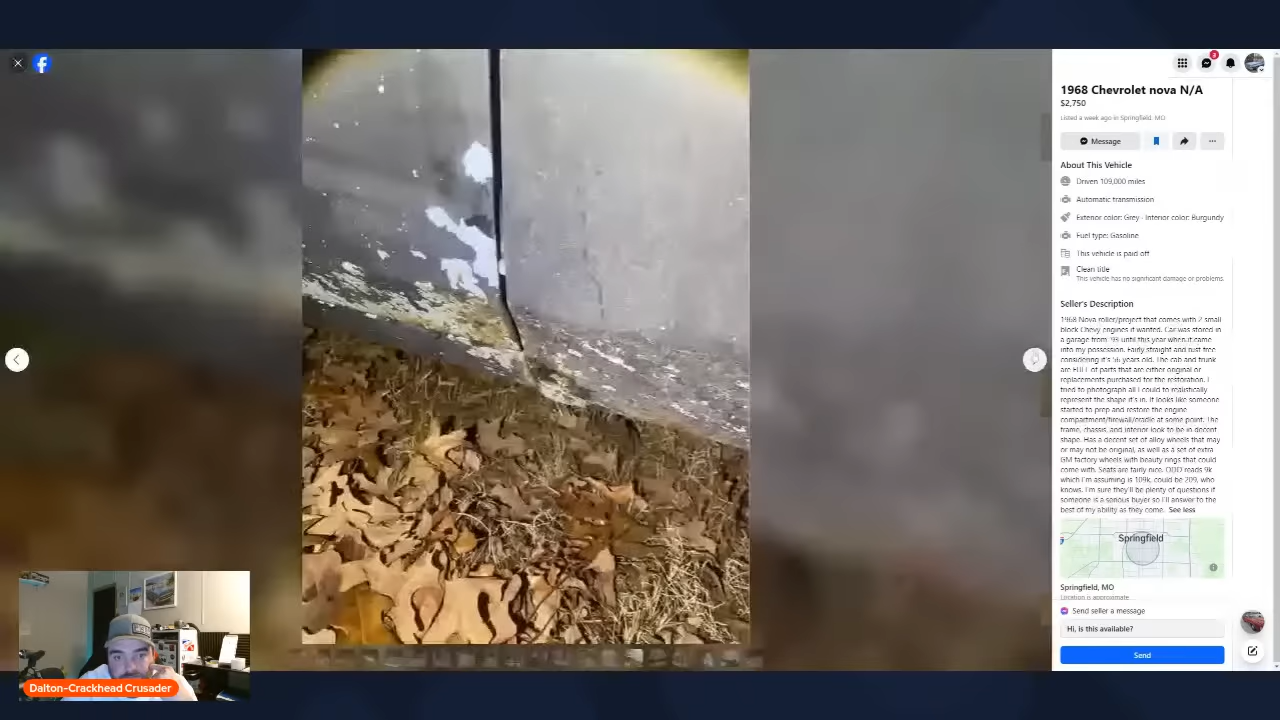 1968 Chevrolet nova N/A
$2,750
Listed a week ago in Springfield, MO
Message
About This Vehicle
Driven 109,000 miles
Automatic transmission
Exterior color: Grey · Interior color: Burgundy
Fuel type: Gasoline
This vehicle is paid off
Clean title
This vehicle has no significant damage or problems.
Seller's Description
1968 Nova roller/project that comes with 2 small
block Chevy engines if wanted. Car was stored in
a garage from '93 until this year when it came
into my possession. Fairly straight and rust free
considering it's 56 years old. The cab and trunk
are FULL of parts that are either original or
replacements purchased for the restoration. I
tried to photograph all I could to realistically
represent the shape it's in. It looks like someone
started to prep and restore the engine
compartment/firewall/cradle at some point. The
frame, chassis, and interior look to be in decent
shape. Has a decent set of alloy wheels that may
or may not be original, as well as a set of extra
GM factory wheels with beauty rings that could
come with. Seats are fairly nice. ODO reads 9k
which I'm assuming is 109k, could be 209, who
knows. I'm sure they'll be plenty of questions if
someone is a serious buyer so I'll answer to the
best of my ability as they come. See less
Springfield
Springfield, MO
Location is approximate
Send seller a message
Hi, is this available?
Send
Dalton-Crackhead Crusader